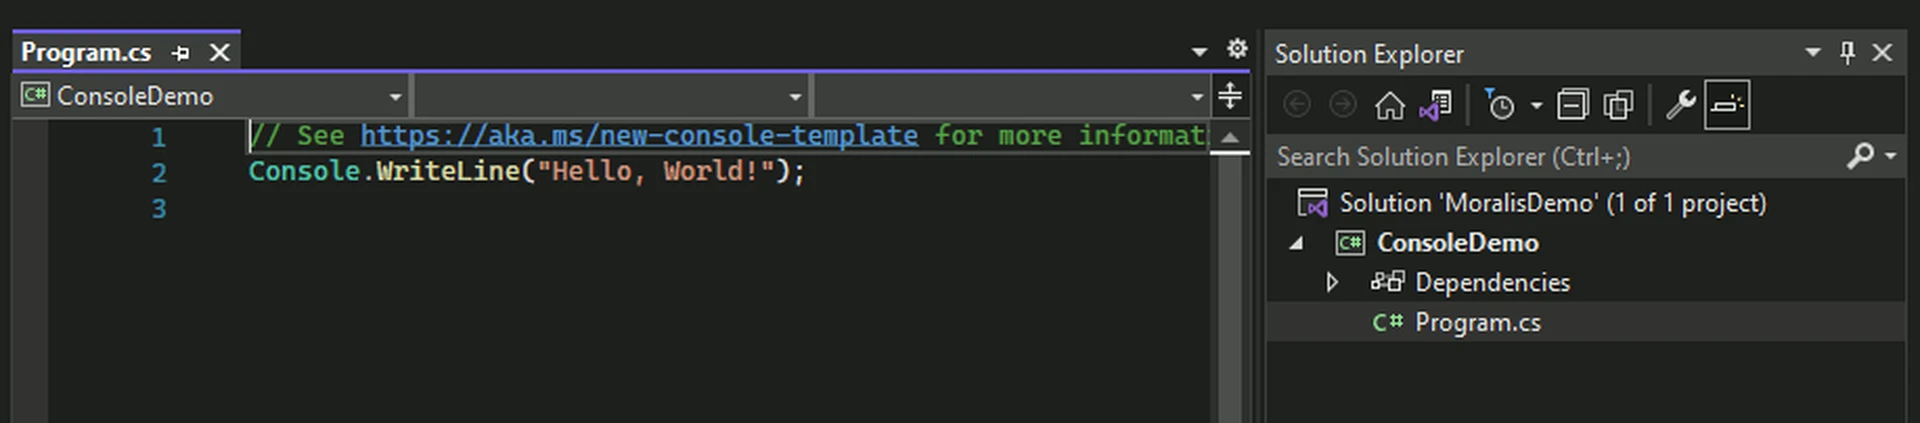 Program.cs
ConsoleDemo
1 // See https://aka.ms/new-console-template for more informat
2 Console.WriteLine("Hello, World!");
3
Solution Explorer
Search Solution Explorer (Ctrl+;)
Solution 'MoralisDemo' (1 of 1 project)
C# ConsoleDemo
Dependencies
C# Program.cs